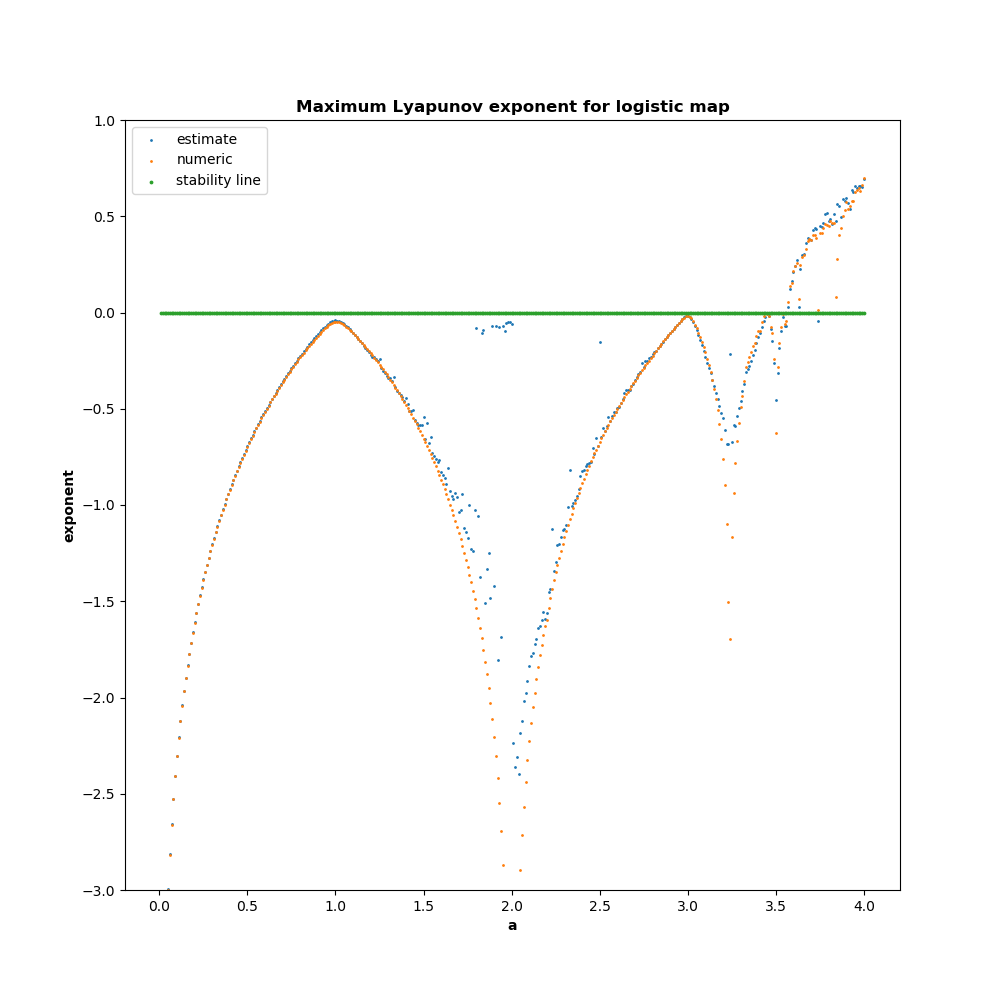 Maximum Lyapunov exponent for logistic map
1.0
estimate
numeric
stability line
0.5
0.0
−0.5
−1.0
exponent
−1.5
−2.0
−2.5
−3.0
0.0 0.5 1.0 1.5 2.0 2.5 3.0 3.5 4.0
a